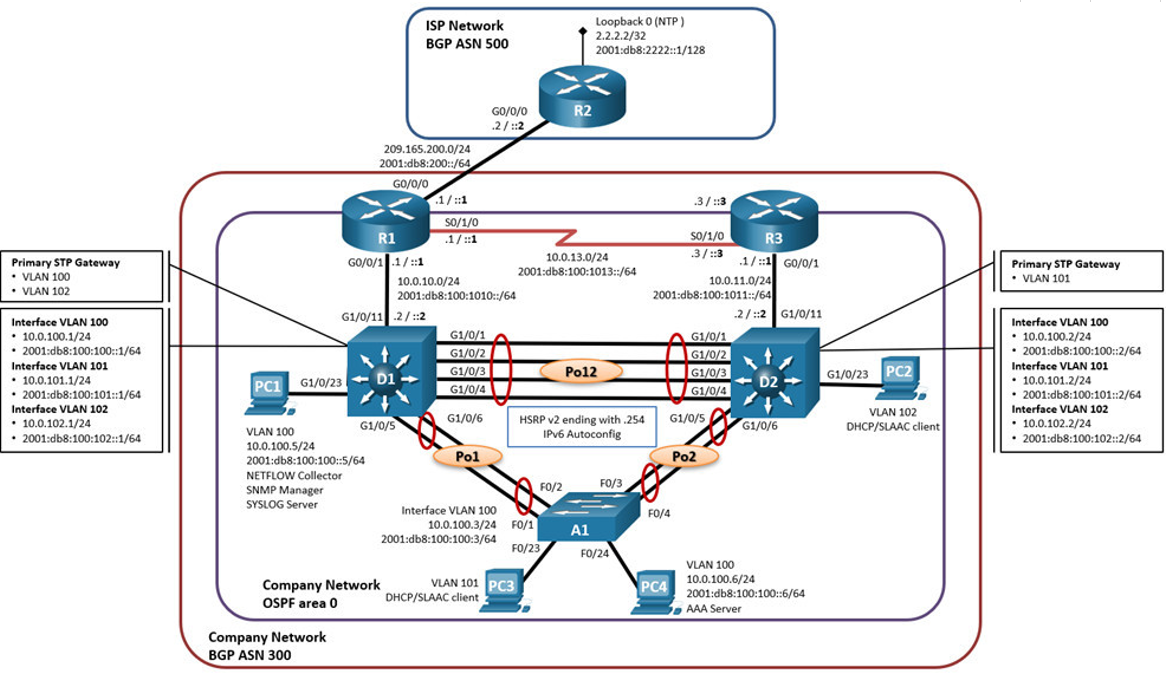 ISP Network
BGP ASN 500
Loopback 0 (NTP )
2.2.2.2/32
2001:db8:2222::1/128
R2
G0/0/0
.2 / ::2
209.165.200.0/24
2001:db8:200::/64
G0/0/0
.1 / ::1
R1
S0/1/0
.1 / ::1
.3 / ::3
R3
S0/1/0
.3 / ::3
10.0.13.0/24
2001:db8:100:1013::/64
G0/0/1
.1 / ::1
10.0.10.0/24
2001:db8:100:1010::/64
G1/0/11
.2 / ::2
.1 / ::1
G0/0/1
10.0.11.0/24
2001:db8:100:1011::/64
.2 / ::2
G1/0/11
Primary STP Gateway
• VLAN 100
• VLAN 102
Interface VLAN 100
• 10.0.100.1/24
• 2001:db8:100:100::1/64
Interface VLAN 101
• 10.0.101.1/24
• 2001:db8:100:101::1/64
Interface VLAN 102
• 10.0.102.1/24
• 2001:db8:100:102::1/64
Primary STP Gateway
• VLAN 101
Interface VLAN 100
• 10.0.100.2/24
• 2001:db8:100:100::2/64
Interface VLAN 101
• 10.0.101.2/24
• 2001:db8:100:101::2/64
Interface VLAN 102
• 10.0.102.2/24
• 2001:db8:100:102::2/64
D1
G1/0/1
G1/0/2
G1/0/3
G1/0/4
Po12
G1/0/1
G1/0/2
G1/0/3
G1/0/4
D2
PC1
G1/0/23
VLAN 100
10.0.100.5/24
2001:db8:100:100::5/64
NETFLOW Collector
SNMP Manager
SYSLOG Server
G1/0/23
PC2
VLAN 102
DHCP/SLAAC client
G1/0/5
G1/0/6
HSRP v2 ending with .254
IPv6 Autoconfig
G1/0/5
G1/0/6
Po1
Po2
F0/2
F0/1
F0/3
F0/4
Interface VLAN 100
10.0.100.3/24
2001:db8:100:100:3/64
A1
F0/23
F0/24
VLAN 101
DHCP/SLAAC client
PC3
PC4
VLAN 100
10.0.100.6/24
2001:db8:100:100::6/64
AAA Server
Company Network
OSPF area 0
Company Network
BGP ASN 300